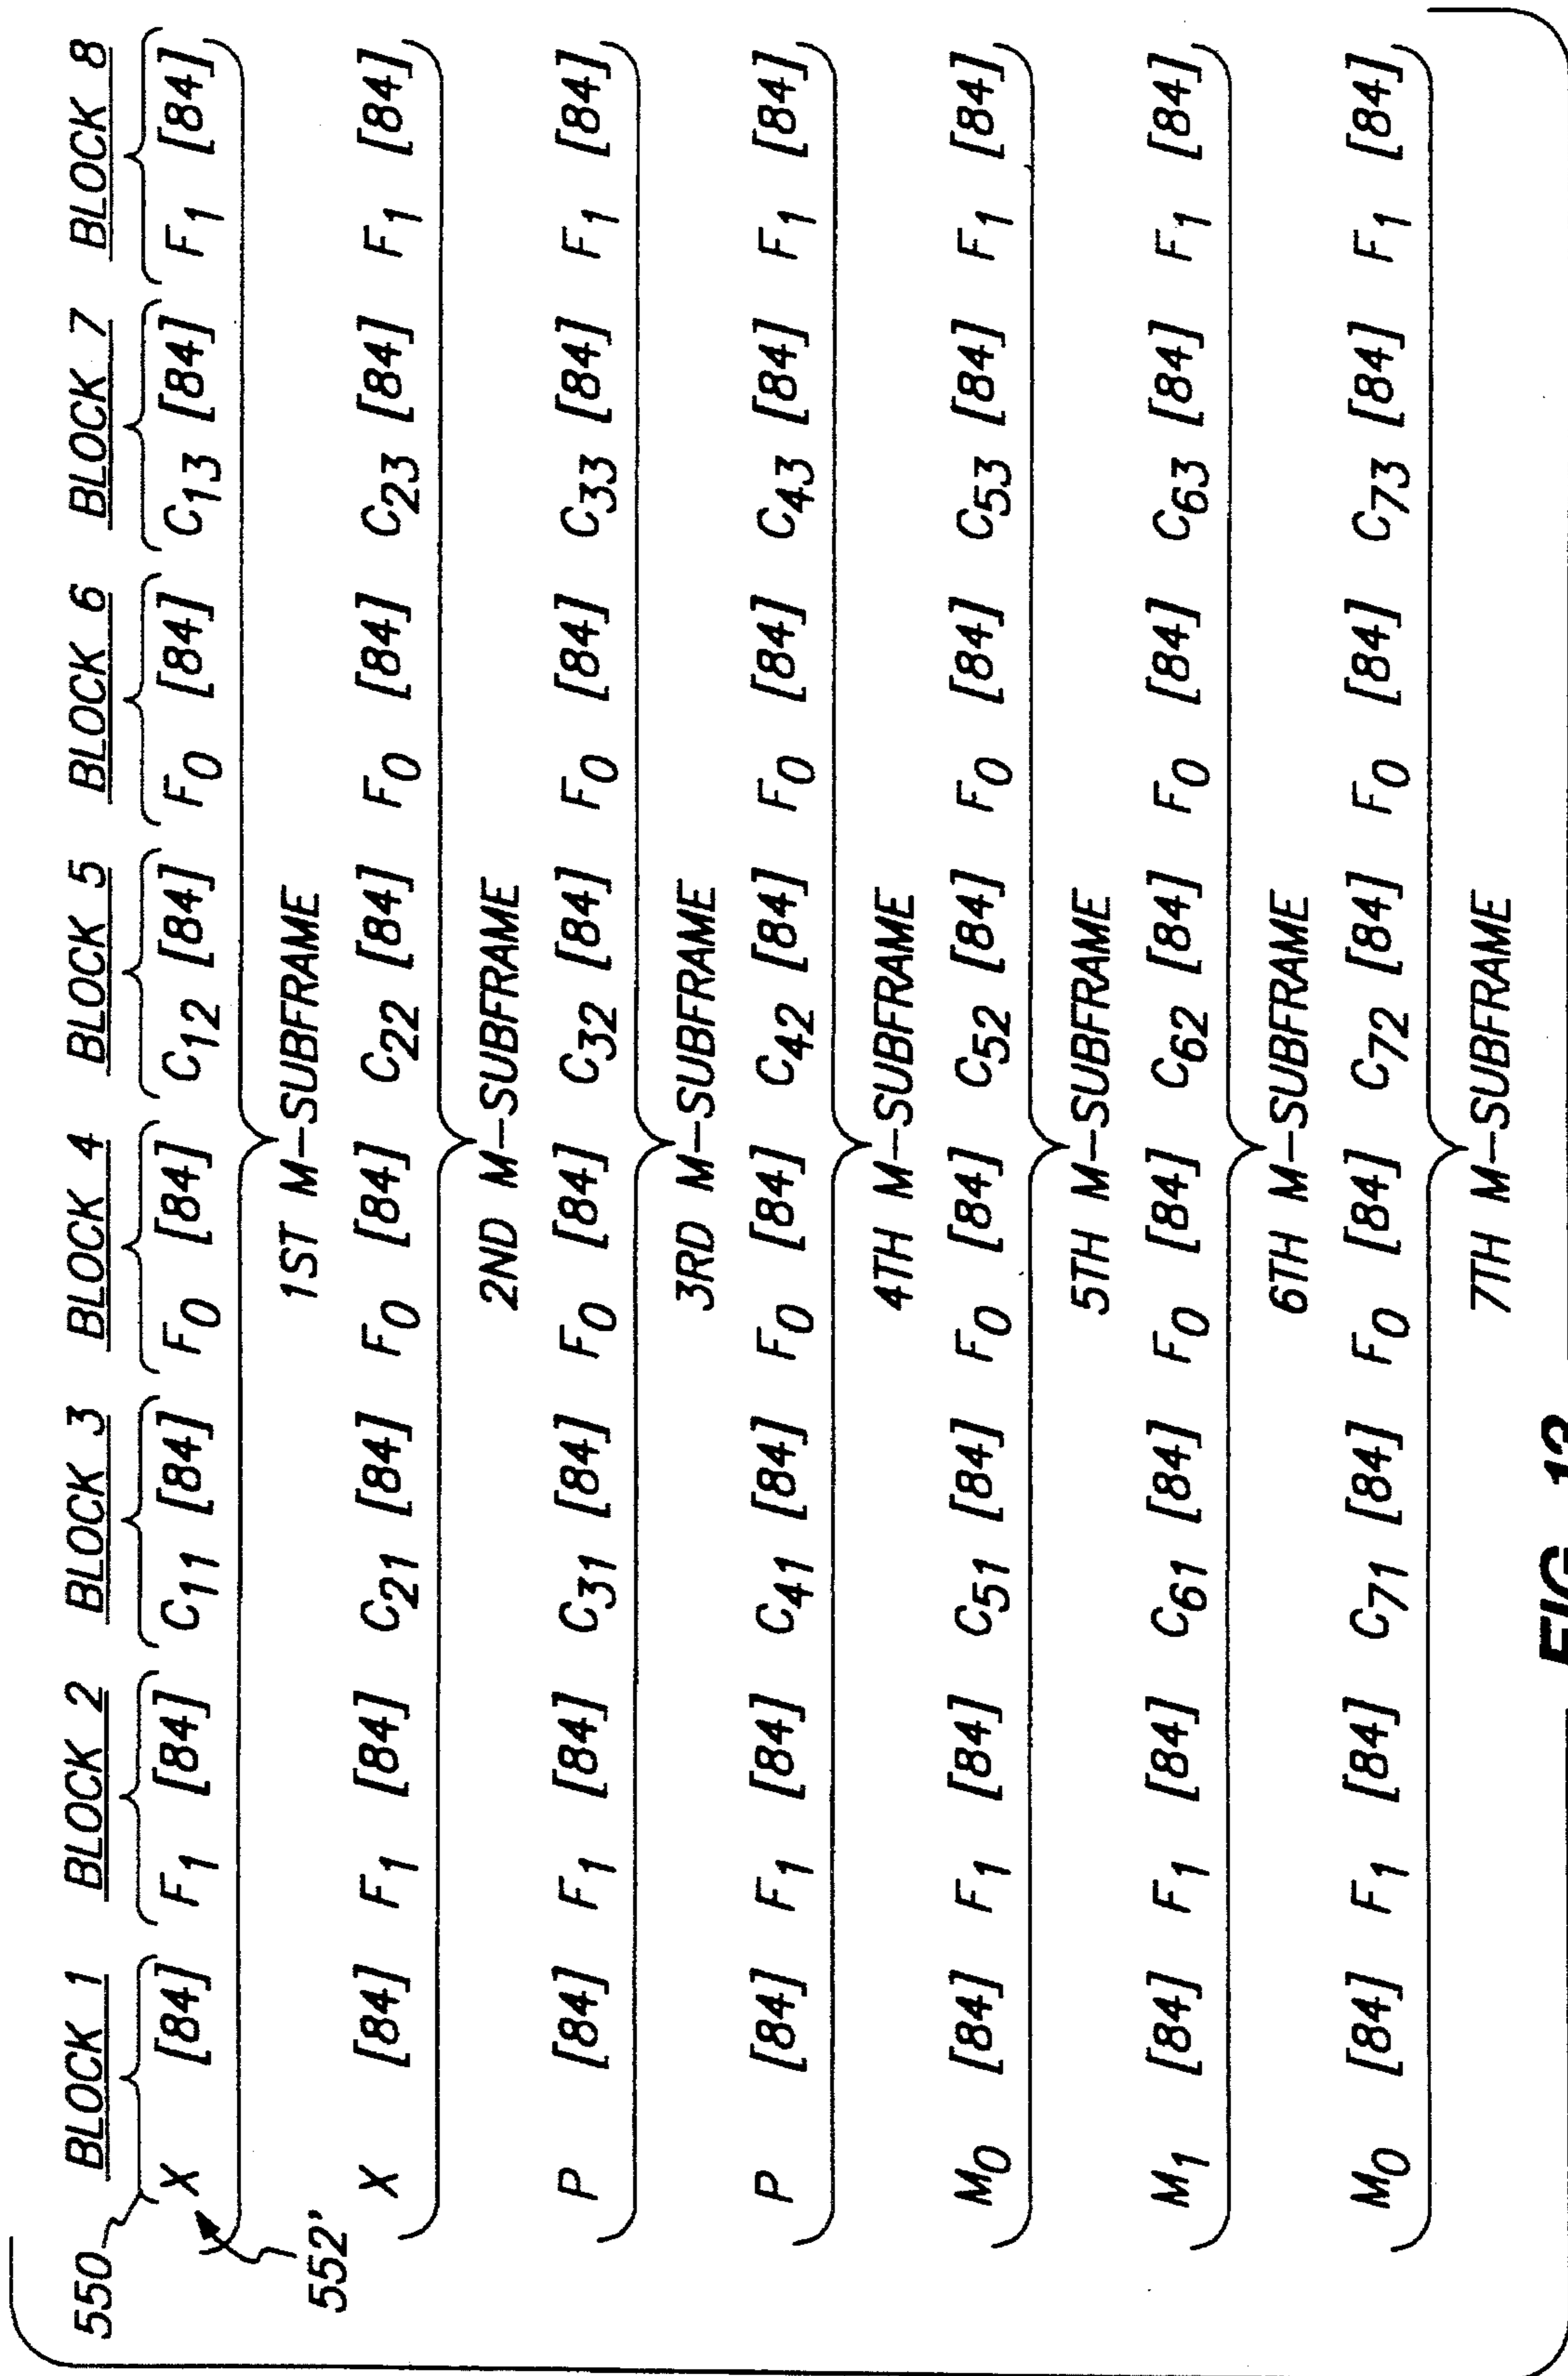 BLOCK 1 BLOCK 2 BLOCK 3 BLOCK 4 BLOCK 5 BLOCK 6 BLOCK 7 BLOCK 8
550
X [84] F1 [84] C11 [84] F0 [84] C12 [84] F0 [84] C13 [84] F1 [84]
552'
1ST M-SUBFRAME
X [84] F1 [84] C21 [84] F0 [84] C22 [84] F0 [84] C23 [84] F1 [84]
2ND M-SUBFRAME
P [84] F1 [84] C31 [84] F0 [84] C32 [84] F0 [84] C33 [84] F1 [84]
3RD M-SUBFRAME
P [84] F1 [84] C41 [84] F0 [84] C42 [84] F0 [84] C43 [84] F1 [84]
4TH M-SUBFRAME
M0 [84] F1 [84] C51 [84] F0 [84] C52 [84] F0 [84] C53 [84] F1 [84]
5TH M-SUBFRAME
M1 [84] F1 [84] C61 [84] F0 [84] C62 [84] F0 [84] C63 [84] F1 [84]
6TH M-SUBFRAME
M0 [84] F1 [84] C71 [84] F0 [84] C72 [84] F0 [84] C73 [84] F1 [84]
7TH M-SUBFRAME
FIG.